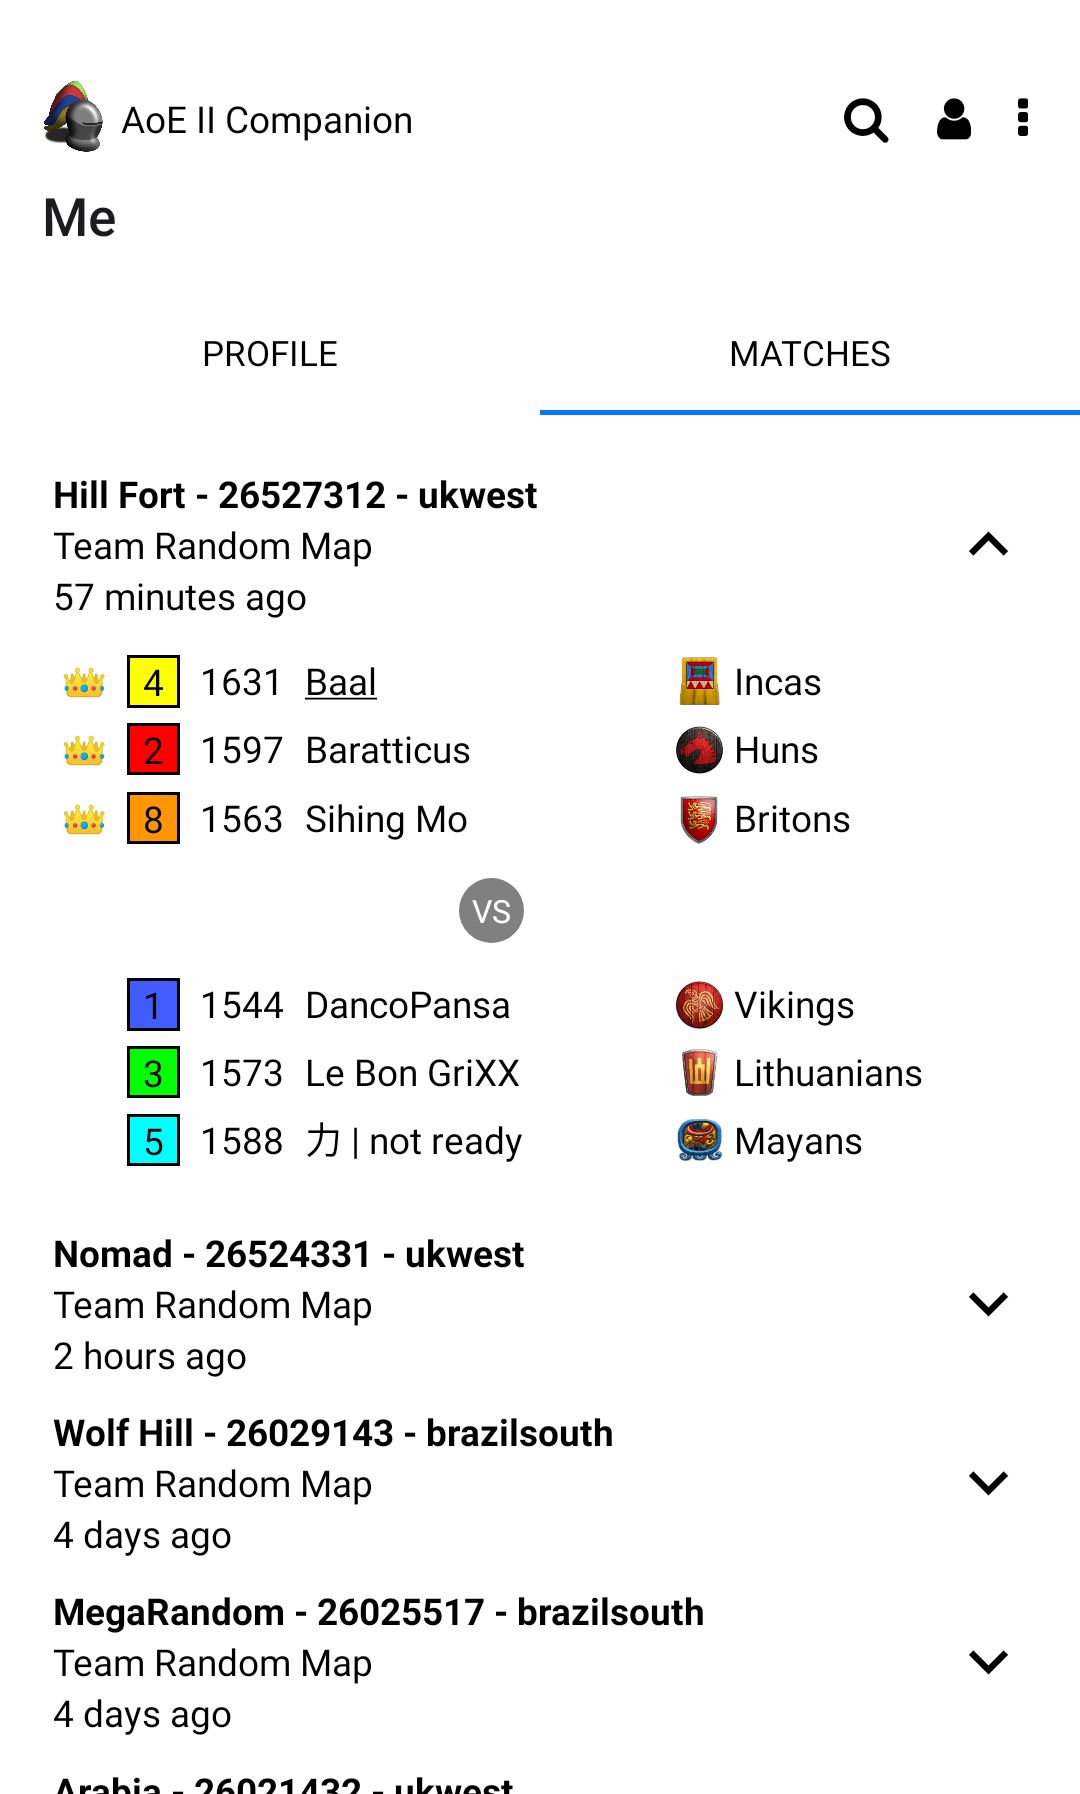 AoE II Companion
Me
PROFILE MATCHES
Hill Fort - 26527312 - ukwest
Team Random Map
57 minutes ago
4 1631 Baal Incas
2 1597 Baratticus Huns
8 1563 Sihing Mo Britons
VS
1 1544 DancoPansa Vikings
3 1573 Le Bon GriXX Lithuanians
5 1588 力 | not ready Mayans
Nomad - 26524331 - ukwest
Team Random Map
2 hours ago
Wolf Hill - 26029143 - brazilsouth
Team Random Map
4 days ago
MegaRandom - 26025517 - brazilsouth
Team Random Map
4 days ago
Arabia - 26021432 - ukwest